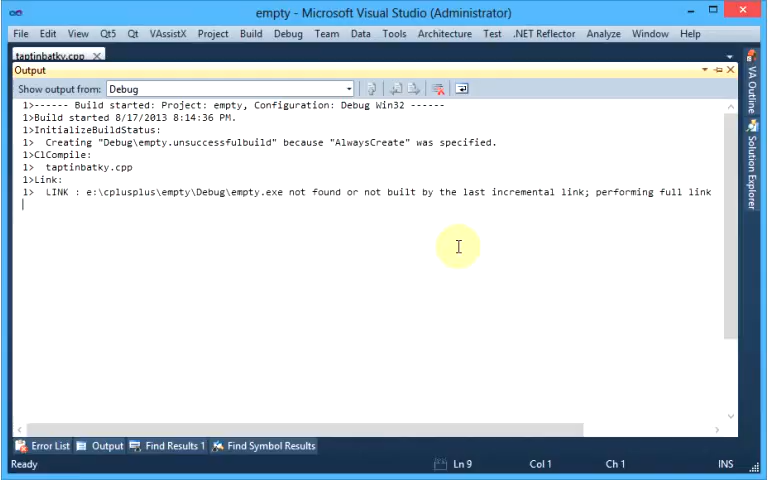 empty - Microsoft Visual Studio (Administrator)
File Edit View Qt5 Qt VAssistX Project Build Debug Team Data Tools Architecture Test .NET Reflector Analyze Window Help
taptinbatky.cpp
Output
Show output from: Debug
1>------ Build started: Project: empty, Configuration: Debug Win32 ------
1>Build started 8/17/2013 8:14:36 PM.
1>InitializeBuildStatus:
1>  Creating "Debug\empty.unsuccessfulbuild" because "AlwaysCreate" was specified.
1>ClCompile:
1>  taptinbatky.cpp
1>Link:
1>  LINK : e:\cplusplus\empty\Debug\empty.exe not found or not built by the last incremental link; performing full link
VA Outline
Solution Explorer
Error List Output Find Results 1 Find Symbol Results
Ready Ln 9 Col 1 Ch 1 INS